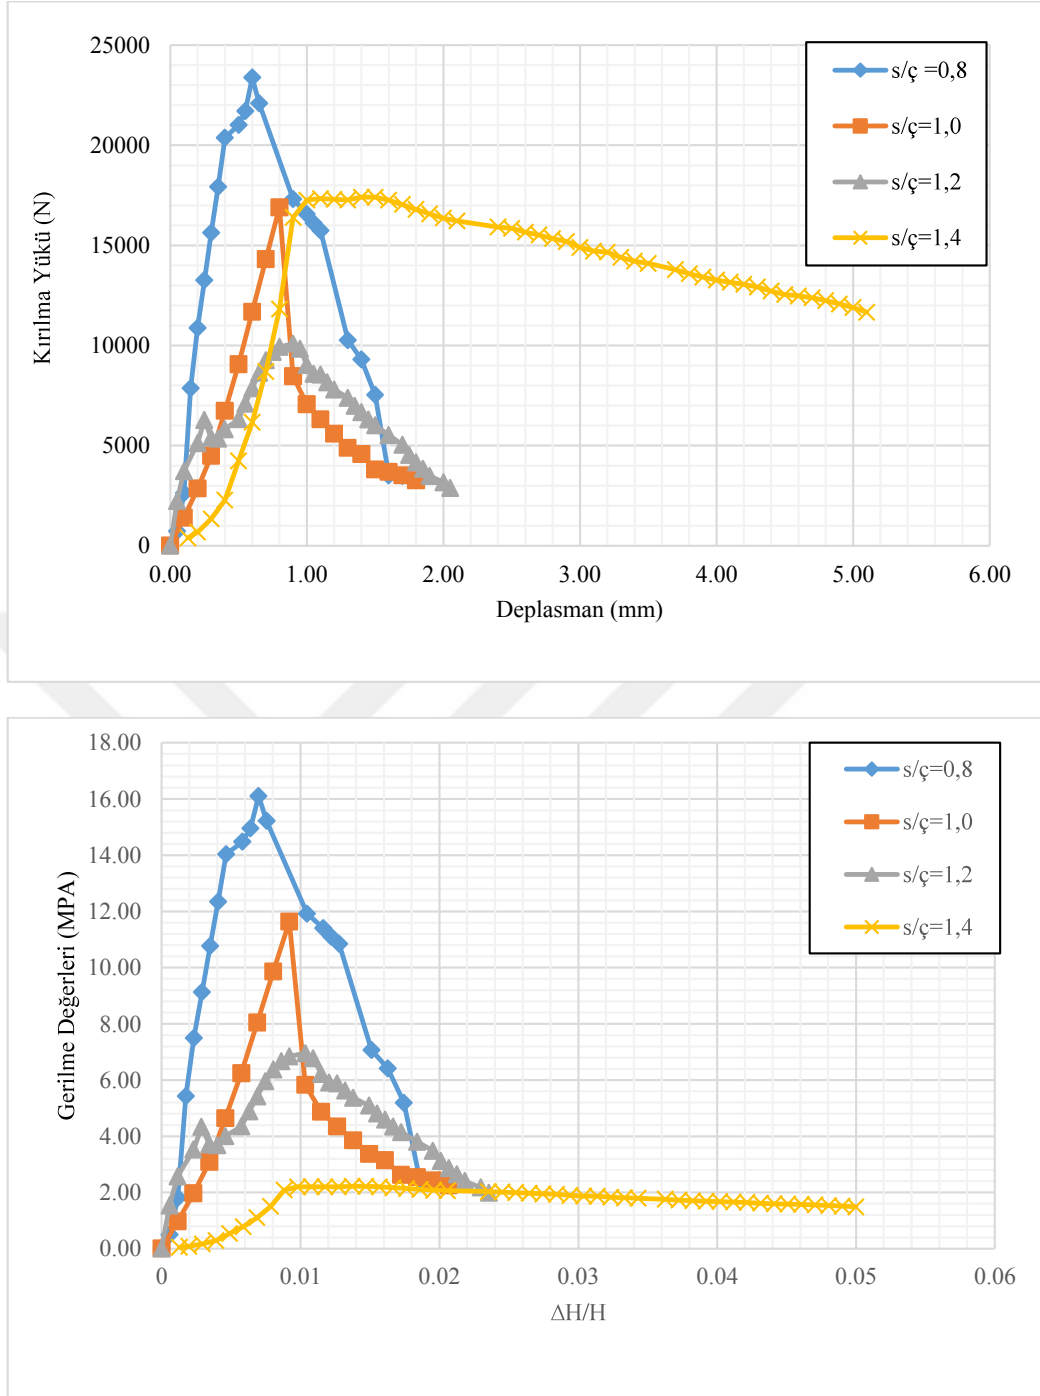 25000
20000
15000
10000
5000
0
0.00 1.00 2.00 3.00 4.00 5.00 6.00
Kırılma Yükü (N)
Deplasman (mm)
s/ç =0,8
s/ç=1,0
s/ç=1,2
s/ç=1,4
18.00
16.00
14.00
12.00
10.00
8.00
6.00
4.00
2.00
0.00
0 0.01 0.02 0.03 0.04 0.05 0.06
Gerilme Değerleri (MPA)
ΔH/H
s/ç=0,8
s/ç=1,0
s/ç=1,2
s/ç=1,4